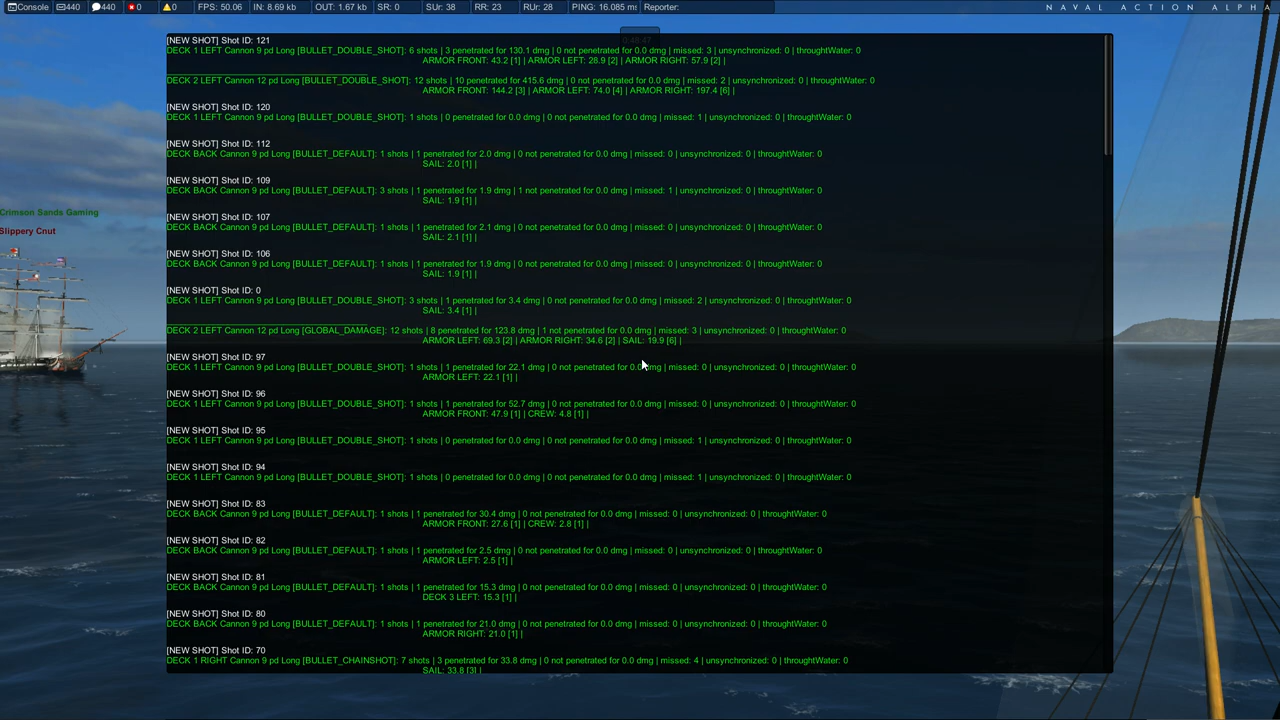 Console 440 440 0 0 FPS: 50.06 IN: 8.69 kb OUT: 1.67 kb SR: 0 SUr: 38 RR: 23 RUr: 28 PING: 16.085 ms Reporter: NAVAL ACTION ALPHA
[NEW SHOT] Shot ID: 121
DECK 1 LEFT Cannon 9 pd Long [BULLET_DOUBLE_SHOT]: 6 shots | 3 penetrated for 130.1 dmg | 0 not penetrated for 0.0 dmg | missed: 3 | unsynchronized: 0 | throughtWater: 0
ARMOR FRONT: 43.2 [1] | ARMOR LEFT: 28.9 [2] | ARMOR RIGHT: 57.9 [2] |
DECK 2 LEFT Cannon 12 pd Long [BULLET_DOUBLE_SHOT]: 12 shots | 10 penetrated for 415.6 dmg | 0 not penetrated for 0.0 dmg | missed: 2 | unsynchronized: 0 | throughtWater: 0
ARMOR FRONT: 144.2 [3] | ARMOR LEFT: 74.0 [4] | ARMOR RIGHT: 197.4 [6] |
[NEW SHOT] Shot ID: 120
DECK 1 LEFT Cannon 9 pd Long [BULLET_DOUBLE_SHOT]: 1 shots | 0 penetrated for 0.0 dmg | 0 not penetrated for 0.0 dmg | missed: 1 | unsynchronized: 0 | throughtWater: 0
[NEW SHOT] Shot ID: 112
DECK BACK Cannon 9 pd Long [BULLET_DEFAULT]: 1 shots | 1 penetrated for 2.0 dmg | 0 not penetrated for 0.0 dmg | missed: 0 | unsynchronized: 0 | throughtWater: 0
SAIL: 2.0 [1] |
[NEW SHOT] Shot ID: 109
DECK BACK Cannon 9 pd Long [BULLET_DEFAULT]: 3 shots | 1 penetrated for 1.9 dmg | 1 not penetrated for 0.0 dmg | missed: 1 | unsynchronized: 0 | throughtWater: 0
SAIL: 1.9 [1] |
Crimson Sands Gaming
[NEW SHOT] Shot ID: 107
DECK BACK Cannon 9 pd Long [BULLET_DEFAULT]: 1 shots | 1 penetrated for 2.1 dmg | 0 not penetrated for 0.0 dmg | missed: 0 | unsynchronized: 0 | throughtWater: 0
Slippery Cnut
SAIL: 2.1 [1] |
[NEW SHOT] Shot ID: 106
DECK BACK Cannon 9 pd Long [BULLET_DEFAULT]: 1 shots | 1 penetrated for 1.9 dmg | 0 not penetrated for 0.0 dmg | missed: 0 | unsynchronized: 0 | throughtWater: 0
SAIL: 1.9 [1] |
[NEW SHOT] Shot ID: 0
DECK 1 LEFT Cannon 9 pd Long [BULLET_DOUBLE_SHOT]: 3 shots | 1 penetrated for 3.4 dmg | 0 not penetrated for 0.0 dmg | missed: 2 | unsynchronized: 0 | throughtWater: 0
SAIL: 3.4 [1] |
DECK 2 LEFT Cannon 12 pd Long [GLOBAL_DAMAGE]: 12 shots | 8 penetrated for 123.8 dmg | 1 not penetrated for 0.0 dmg | missed: 3 | unsynchronized: 0 | throughtWater: 0
ARMOR LEFT: 69.3 [2] | ARMOR RIGHT: 34.6 [2] | SAIL: 19.9 [6] |
[NEW SHOT] Shot ID: 97
DECK 1 LEFT Cannon 9 pd Long [BULLET_DOUBLE_SHOT]: 1 shots | 1 penetrated for 22.1 dmg | 0 not penetrated for 0.0 dmg | missed: 0 | unsynchronized: 0 | throughtWater: 0
ARMOR LEFT: 22.1 [1] |
[NEW SHOT] Shot ID: 96
DECK 1 LEFT Cannon 9 pd Long [BULLET_DOUBLE_SHOT]: 1 shots | 1 penetrated for 52.7 dmg | 0 not penetrated for 0.0 dmg | missed: 0 | unsynchronized: 0 | throughtWater: 0
ARMOR FRONT: 47.9 [1] | CREW: 4.8 [1] |
[NEW SHOT] Shot ID: 95
DECK 1 LEFT Cannon 9 pd Long [BULLET_DOUBLE_SHOT]: 1 shots | 0 penetrated for 0.0 dmg | 0 not penetrated for 0.0 dmg | missed: 1 | unsynchronized: 0 | throughtWater: 0
[NEW SHOT] Shot ID: 94
DECK 1 LEFT Cannon 9 pd Long [BULLET_DOUBLE_SHOT]: 1 shots | 0 penetrated for 0.0 dmg | 0 not penetrated for 0.0 dmg | missed: 1 | unsynchronized: 0 | throughtWater: 0
[NEW SHOT] Shot ID: 83
DECK BACK Cannon 9 pd Long [BULLET_DEFAULT]: 1 shots | 1 penetrated for 30.4 dmg | 0 not penetrated for 0.0 dmg | missed: 0 | unsynchronized: 0 | throughtWater: 0
ARMOR FRONT: 27.6 [1] | CREW: 2.8 [1] |
[NEW SHOT] Shot ID: 82
DECK BACK Cannon 9 pd Long [BULLET_DEFAULT]: 1 shots | 1 penetrated for 2.5 dmg | 0 not penetrated for 0.0 dmg | missed: 0 | unsynchronized: 0 | throughtWater: 0
ARMOR LEFT: 2.5 [1] |
[NEW SHOT] Shot ID: 81
DECK BACK Cannon 9 pd Long [BULLET_DEFAULT]: 1 shots | 1 penetrated for 15.3 dmg | 0 not penetrated for 0.0 dmg | missed: 0 | unsynchronized: 0 | throughtWater: 0
DECK 3 LEFT: 15.3 [1] |
[NEW SHOT] Shot ID: 80
DECK BACK Cannon 9 pd Long [BULLET_DEFAULT]: 1 shots | 1 penetrated for 21.0 dmg | 0 not penetrated for 0.0 dmg | missed: 0 | unsynchronized: 0 | throughtWater: 0
ARMOR RIGHT: 21.0 [1] |
[NEW SHOT] Shot ID: 70
DECK 1 RIGHT Cannon 9 pd Long [BULLET_CHAINSHOT]: 7 shots | 3 penetrated for 33.8 dmg | 0 not penetrated for 0.0 dmg | missed: 4 | unsynchronized: 0 | throughtWater: 0
SAIL: 33.8 [3] |